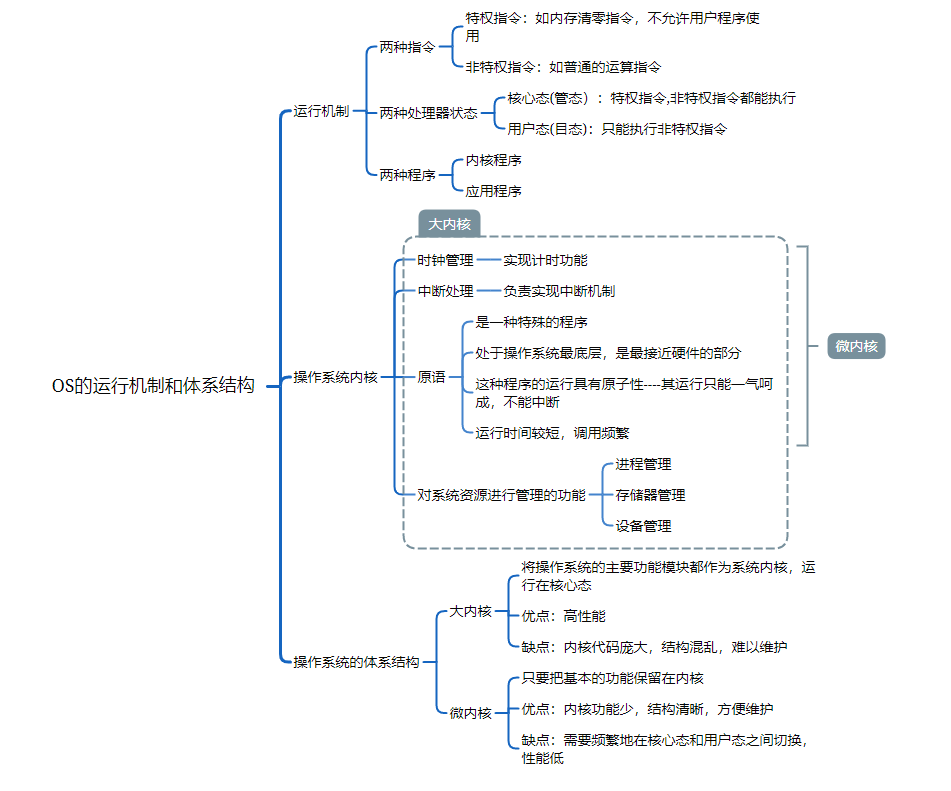 OS的运行机制和体系结构
运行机制
两种指令
特权指令：如内存清零指令，不允许用户程序使
用
非特权指令：如普通的运算指令
两种处理器状态
核心态(管态) ：特权指令,非特权指令都能执行
用户态(目态)：只能执行非特权指令
两种程序
内核程序
应用程序
操作系统内核
大内核
时钟管理
实现计时功能
中断处理
负责实现中断机制
原语
是一种特殊的程序
处于操作系统最底层，是最接近硬件的部分
这种程序的运行具有原子性----其运行只能一气呵
成，不能中断
运行时间较短，调用频繁
微内核
对系统资源进行管理的功能
进程管理
存储器管理
设备管理
操作系统的体系结构
大内核
将操作系统的主要功能模块都作为系统内核，运
行在核心态
优点：高性能
缺点：内核代码庞大，结构混乱，难以维护
微内核
只要把基本的功能保留在内核
优点：内核功能少，结构清晰，方便维护
缺点：需要频繁地在核心态和用户态之间切换，
性能低